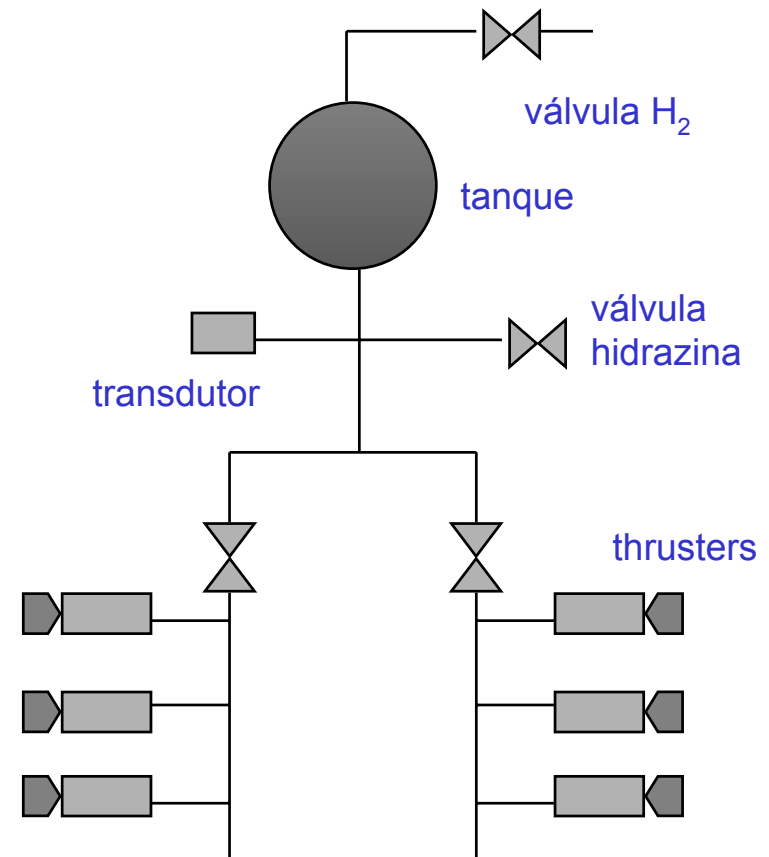 válvula H₂
tanque
válvula
hidrazina
transdutor
thrusters